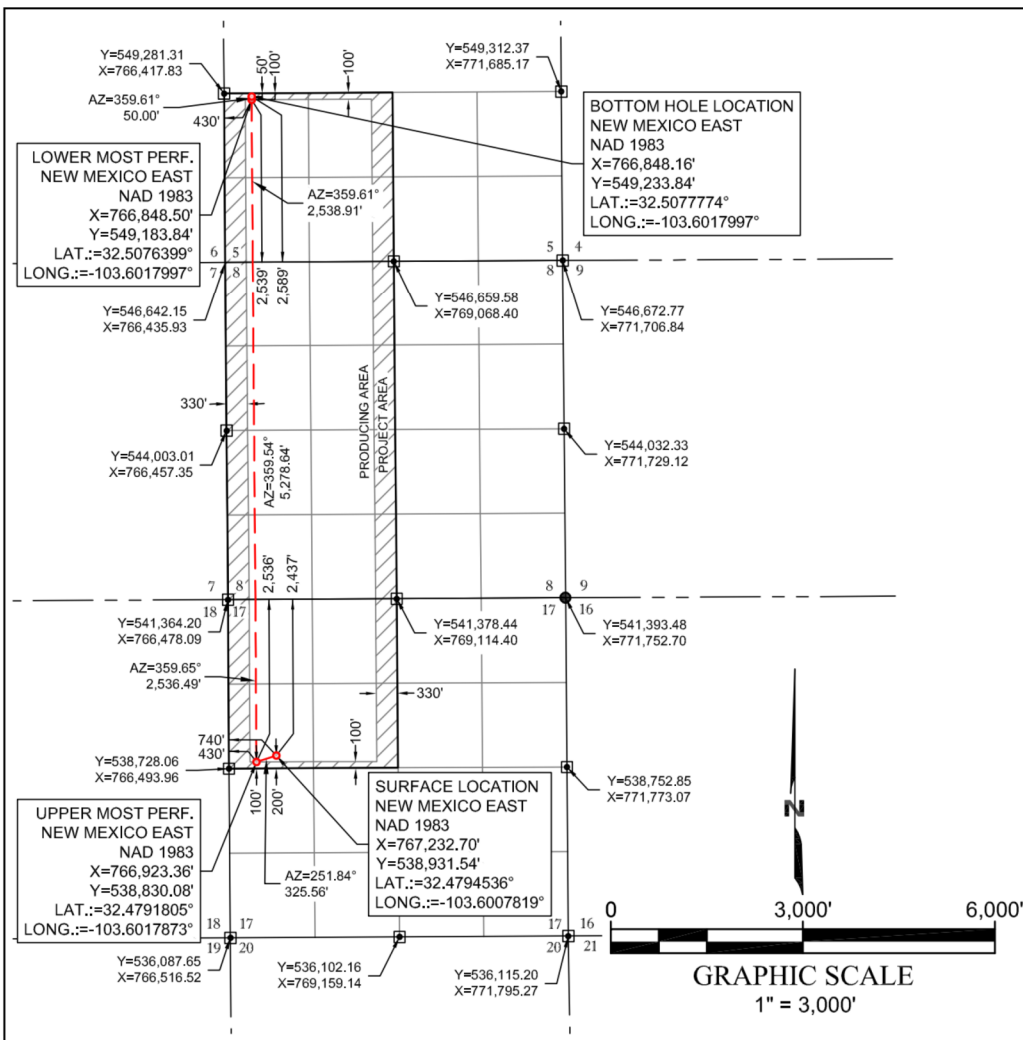 Y=549,281.31
X=766,417.83
50'
100'
100'
Y=549,312.37
X=771,685.17
AZ=359.61°
50.00'
430'
BOTTOM HOLE LOCATION
NEW MEXICO EAST
NAD 1983
X=766,848.16'
Y=549,233.84'
LAT.:=32.5077774°
LONG.:=-103.6017997°
LOWER MOST PERF.
NEW MEXICO EAST
NAD 1983
X=766,848.50'
Y=549,183.84'
LAT.:=32.5076399°
LONG.:=-103.6017997°
AZ=359.61°
2,538.91'
2,539'
2,589'
6 5
7 8
5 4
8 9
Y=546,642.15
X=766,435.93
Y=546,659.58
X=769,068.40
Y=546,672.77
X=771,706.84
330'
PRODUCING AREA
PROJECT AREA
Y=544,003.01
X=766,457.35
Y=544,032.33
X=771,729.12
AZ=359.54°
5,278.64'
2,536'
2,437'
7 8
18 17
8 9
17 16
Y=541,364.20
X=766,478.09
Y=541,378.44
X=769,114.40
Y=541,393.48
X=771,752.70
AZ=359.65°
2,536.49'
330'
740'
430'
100'
Y=538,728.06
X=766,493.96
Y=538,752.85
X=771,773.07
100'
200'
UPPER MOST PERF.
NEW MEXICO EAST
NAD 1983
X=766,923.36'
Y=538,830.08'
LAT.:=32.4791805°
LONG.:=-103.6017873°
AZ=251.84°
325.56'
SURFACE LOCATION
NEW MEXICO EAST
NAD 1983
X=767,232.70'
Y=538,931.54'
LAT.:=32.4794536°
LONG.:=-103.6007819°
18 17
19 20
17 16
20 21
Y=536,087.65
X=766,516.52
Y=536,102.16
X=769,159.14
Y=536,115.20
X=771,795.27
N
0 3,000' 6,000'
GRAPHIC SCALE
1" = 3,000'